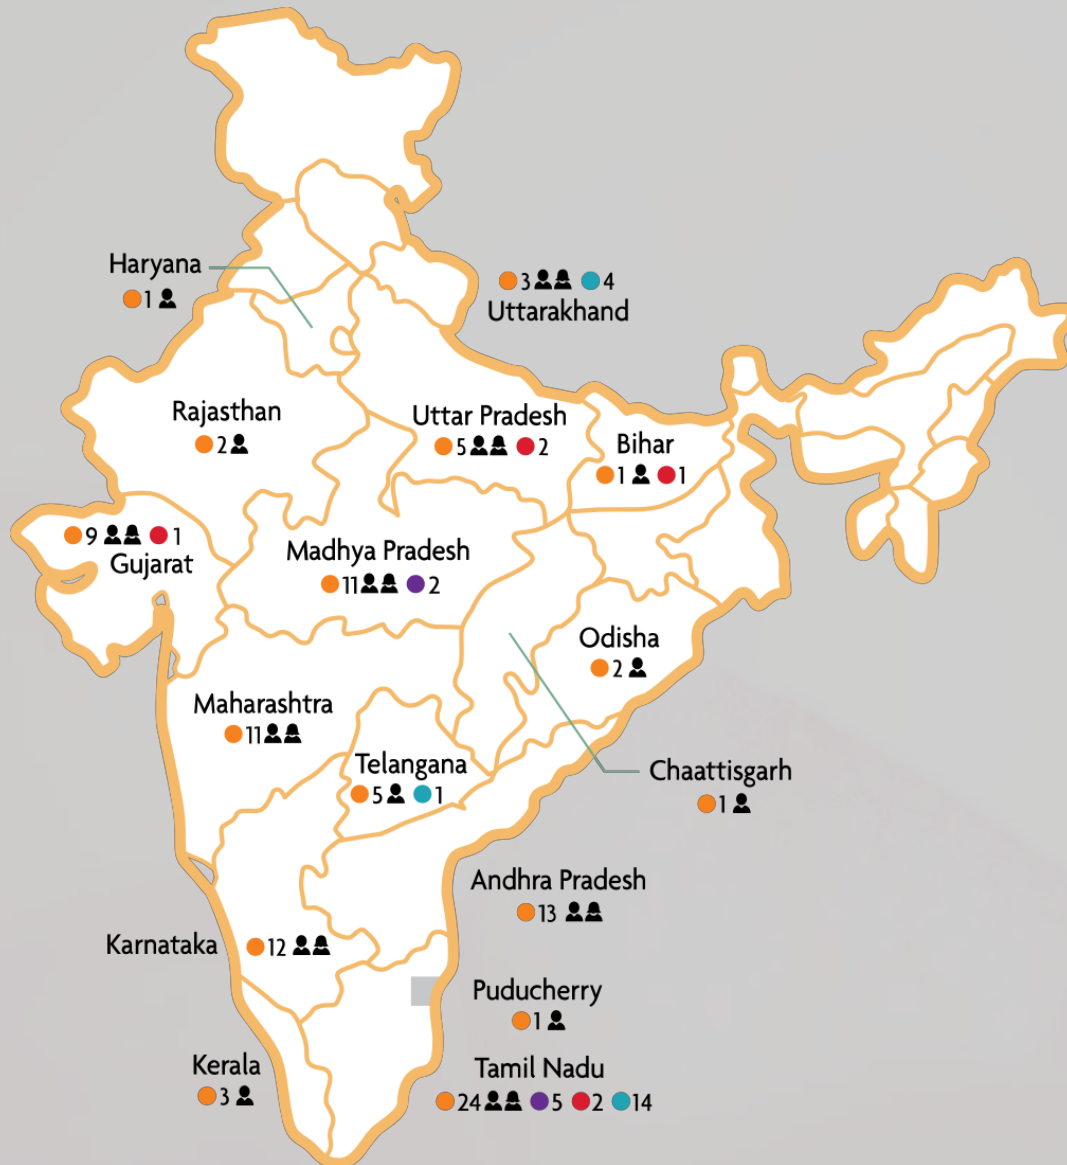 Haryana
1
3 4
Uttarakhand
Rajasthan
2
Uttar Pradesh
5 2
Bihar
1 1
9 1
Gujarat
Madhya Pradesh
11 2
Odisha
2
Maharashtra
11
Telangana
5 1
Chaattisgarh
1
Andhra Pradesh
13
Karnataka 12
Puducherry
1
Kerala
3
Tamil Nadu
24 5 2 14